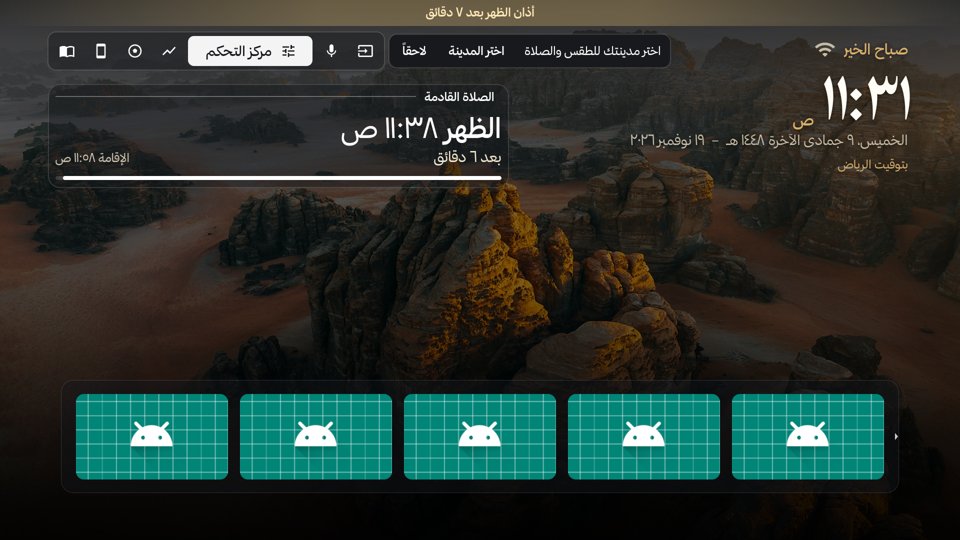 أذان الظهر بعد ٧ دقائق
صباح الخير
١١:٣١ ص
الخميس، ٩ جمادى الآخرة ١٤٤٨ هـ – ١٩ نوفمبر ٢٠٢٦
بتوقيت الرياض
اختر مدينتك للطقس والصلاة
اختر المدينة
لاحقاً
مركز التحكم
الصلاة القادمة
الظهر ١١:٣٨ ص
بعد ٦ دقائق
الإقامة ١١:٥٨ ص